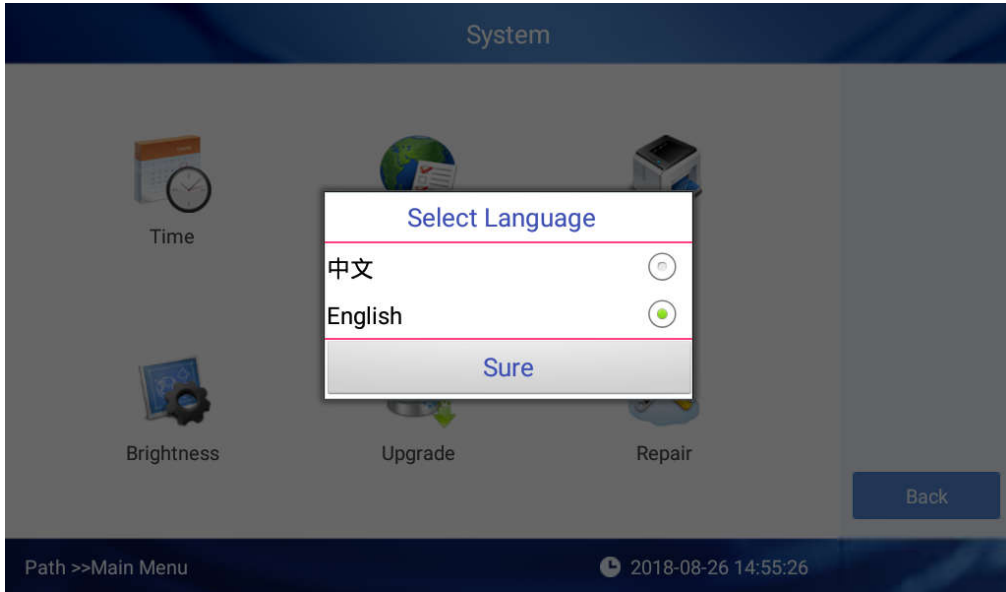 System
Time
Select Language
中文
English
Sure
Brightness
Upgrade
Repair
Back
Path >>Main Menu
2018-08-26 14:55:26